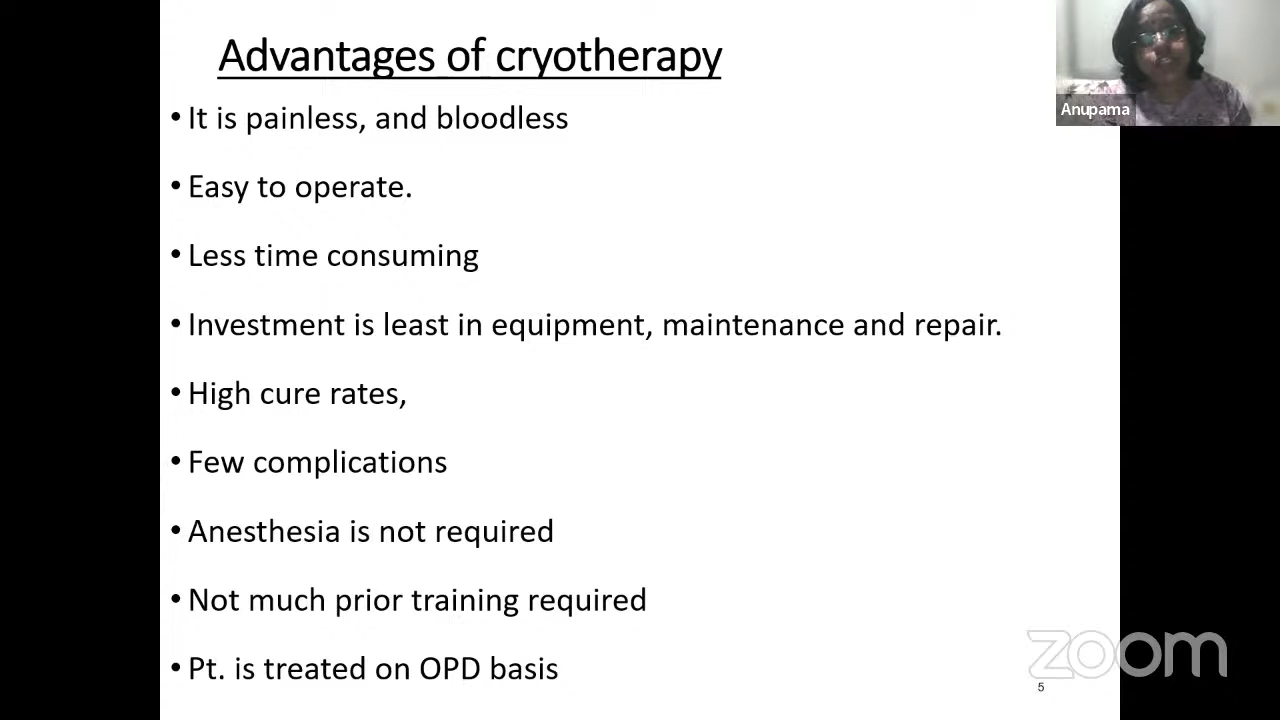 Advantages of cryotherapy
• It is painless, and bloodless
• Easy to operate.
• Less time consuming
• Investment is least in equipment, maintenance and repair.
• High cure rates,
• Few complications
• Anesthesia is not required
• Not much prior training required
• Pt. is treated on OPD basis
Anupama
zoom
5